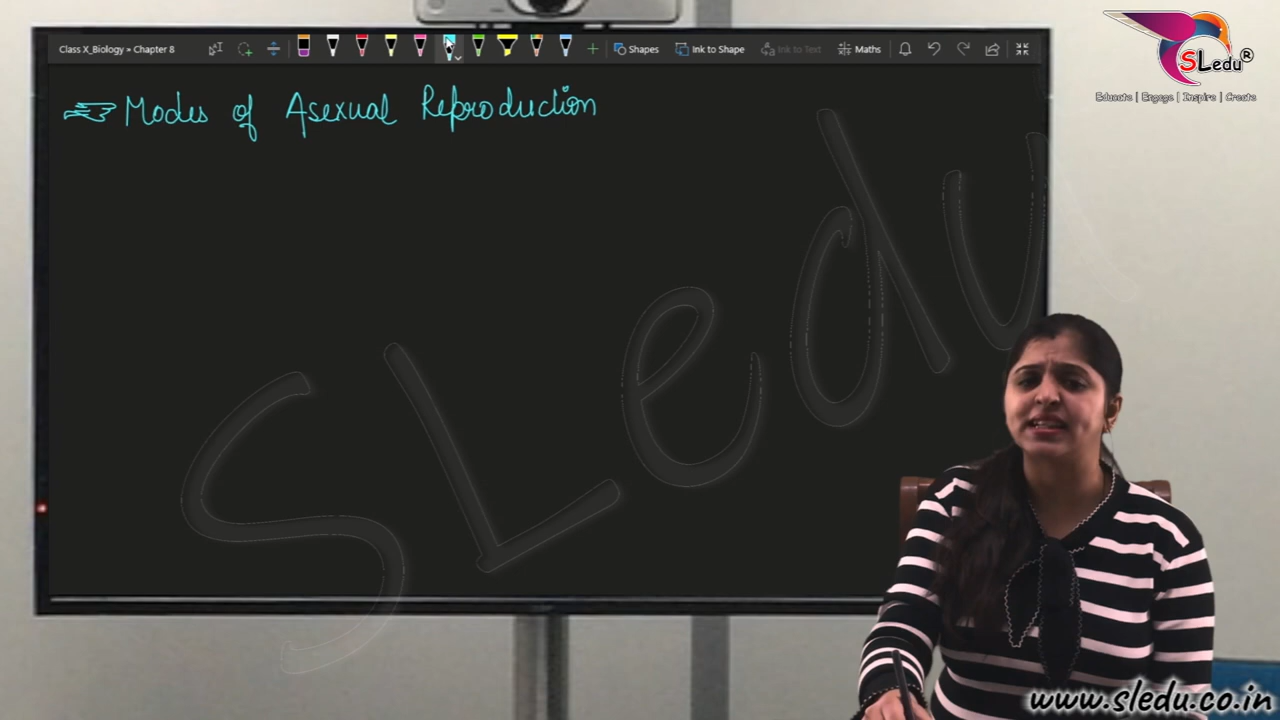 Class X_Biology » Chapter 8
Shapes
Ink to Shape
Ink to Text
Maths
SLedu®
Educate | Engage | Inspire | Create
Modes of Asexual Reproduction
SLedu
www.sledu.co.in